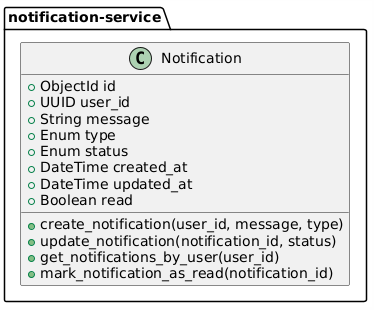 notification-service
C Notification
ObjectId id
UUID user_id
String message
Enum type
Enum status
DateTime created_at
DateTime updated_at
Boolean read
create_notification(user_id, message, type)
update_notification(notification_id, status)
get_notifications_by_user(user_id)
mark_notification_as_read(notification_id)